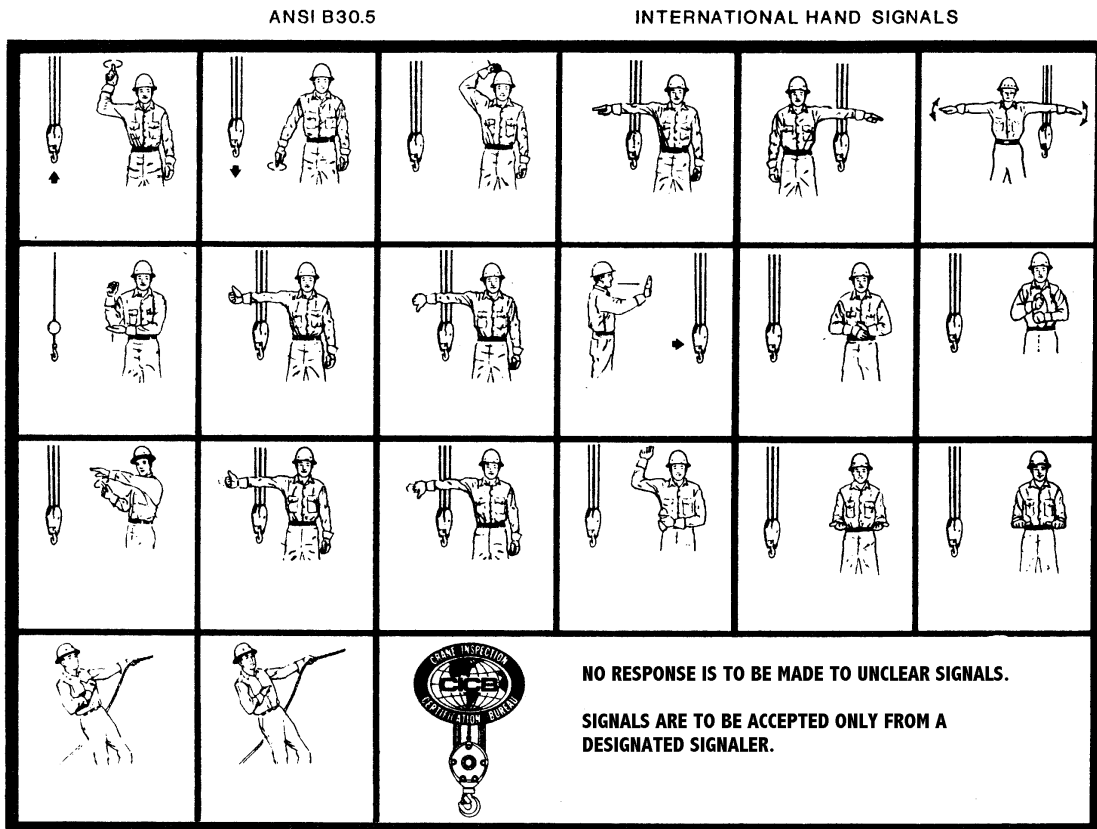 ANSI B30.5
INTERNATIONAL HAND SIGNALS
CRANE INSPECTION
CICB
CERTIFICATION BUREAU
NO RESPONSE IS TO BE MADE TO UNCLEAR SIGNALS.
SIGNALS ARE TO BE ACCEPTED ONLY FROM A
DESIGNATED SIGNALER.